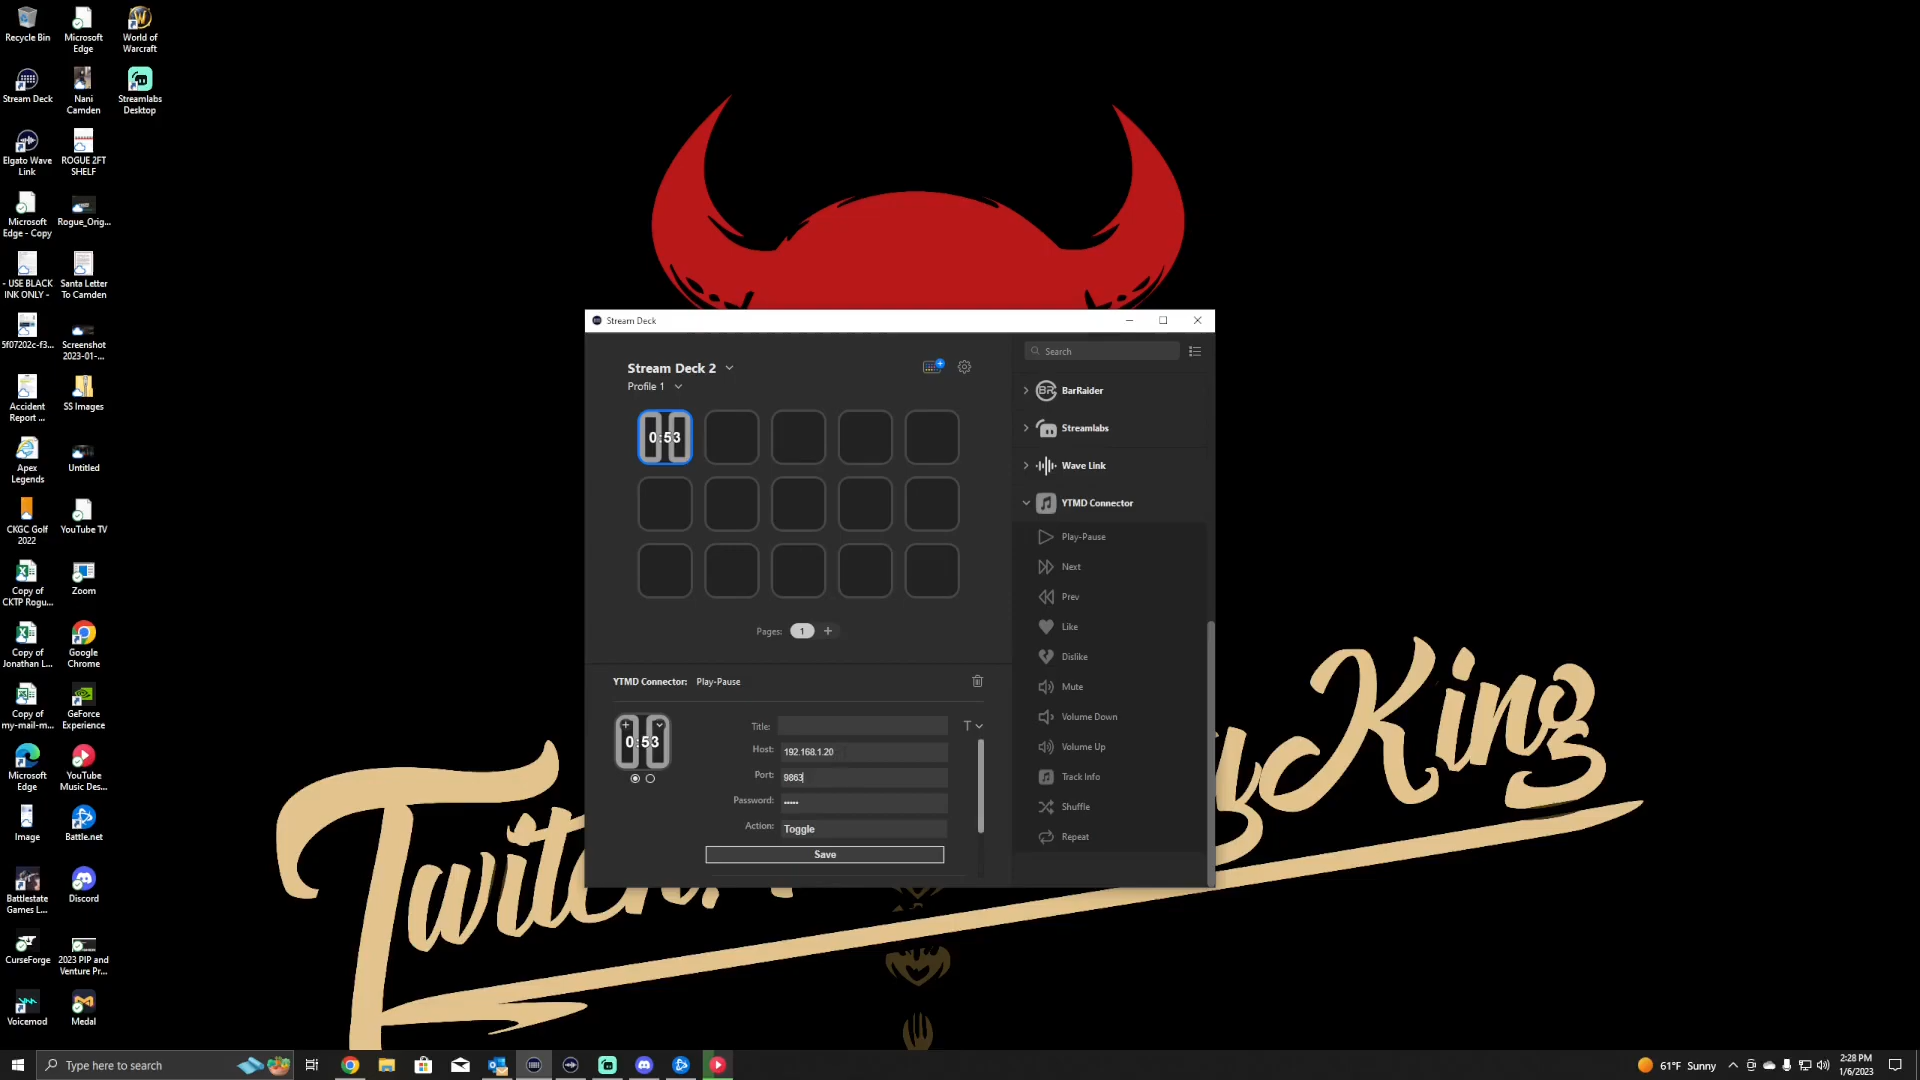 Recycle Bin
Microsoft
Edge
World of
Warcraft
Stream Deck
Nani
Camden
Streamlabs
Desktop
Elgato Wave
Link
ROGUE 2FT
SHELF
Microsoft
Edge - Copy
Rogue_Orig...
- USE BLACK
INK ONLY -
Santa Letter
To Camden
5f07202c-f3...
Screenshot
2023-01-...
Accident
Report ...
SS Images
Apex
Legends
Untitled
CKGC Golf
2022
YouTube TV
Copy of
CKTP Rogu...
Zoom
Copy of
Jonathan L...
Google
Chrome
Copy of
my-mail-m...
GeForce
Experience
Microsoft
Edge
YouTube
Music Des...
Image
Battle.net
Battlestate
Games L...
Discord
CurseForge
2023 PIP and
Venture Pr...
Voicemod
Medal
Stream Deck
Stream Deck 2
Profile 1
0:53
Pages: 1 +
YTMD Connector: Play-Pause
0:53
Title:
T
Host: 192.168.1.20
Port: 9863
Password: •••••
Action: Toggle
Save
Search
BarRaider
BR
Streamlabs
Wave Link
YTMD Connector
Play-Pause
Next
Prev
Like
Dislike
Mute
Volume Down
Volume Up
Track Info
Shuffle
Repeat
King
Type here to search
61°F Sunny
2:28 PM
1/6/2023